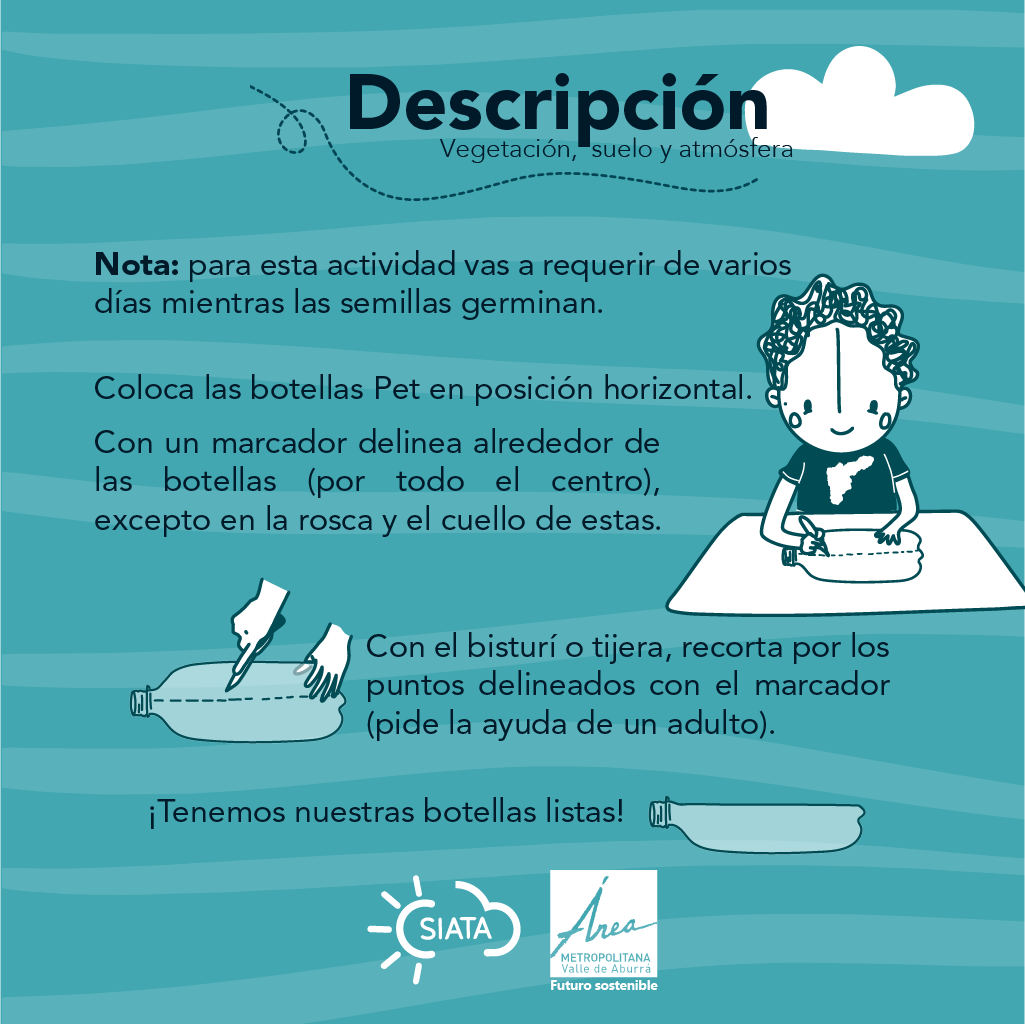 Descripción
Vegetación, suelo y atmósfera
Nota: para esta actividad vas a requerir de varios
días mientras las semillas germinan.
Coloca las botellas Pet en posición horizontal.
Con un marcador delinea alrededor de
las botellas (por todo el centro),
excepto en la rosca y el cuello de estas.
Con el bisturí o tijera, recorta por los
puntos delineados con el marcador
(pide la ayuda de un adulto).
¡Tenemos nuestras botellas listas!
SIATA
Área
METROPOLITANA
Valle de Aburrá
Futuro sostenible